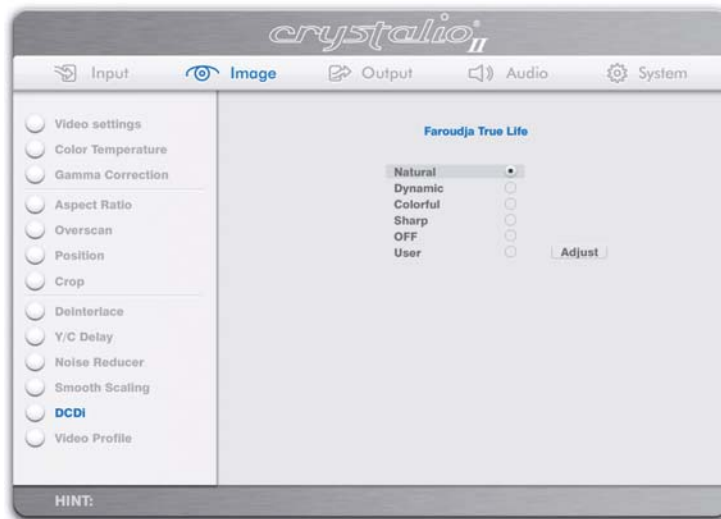 crystalio II
Input
Image
Output
Audio
System
Video settings
Color Temperature
Gamma Correction
Aspect Ratio
Overscan
Position
Crop
DeInterlace
Y/C Delay
Noise Reducer
Smooth Scaling
DCDi
Video Profile
Faroudja True Life
Natural
Dynamic
Colorful
Sharp
OFF
User
Adjust
HINT: